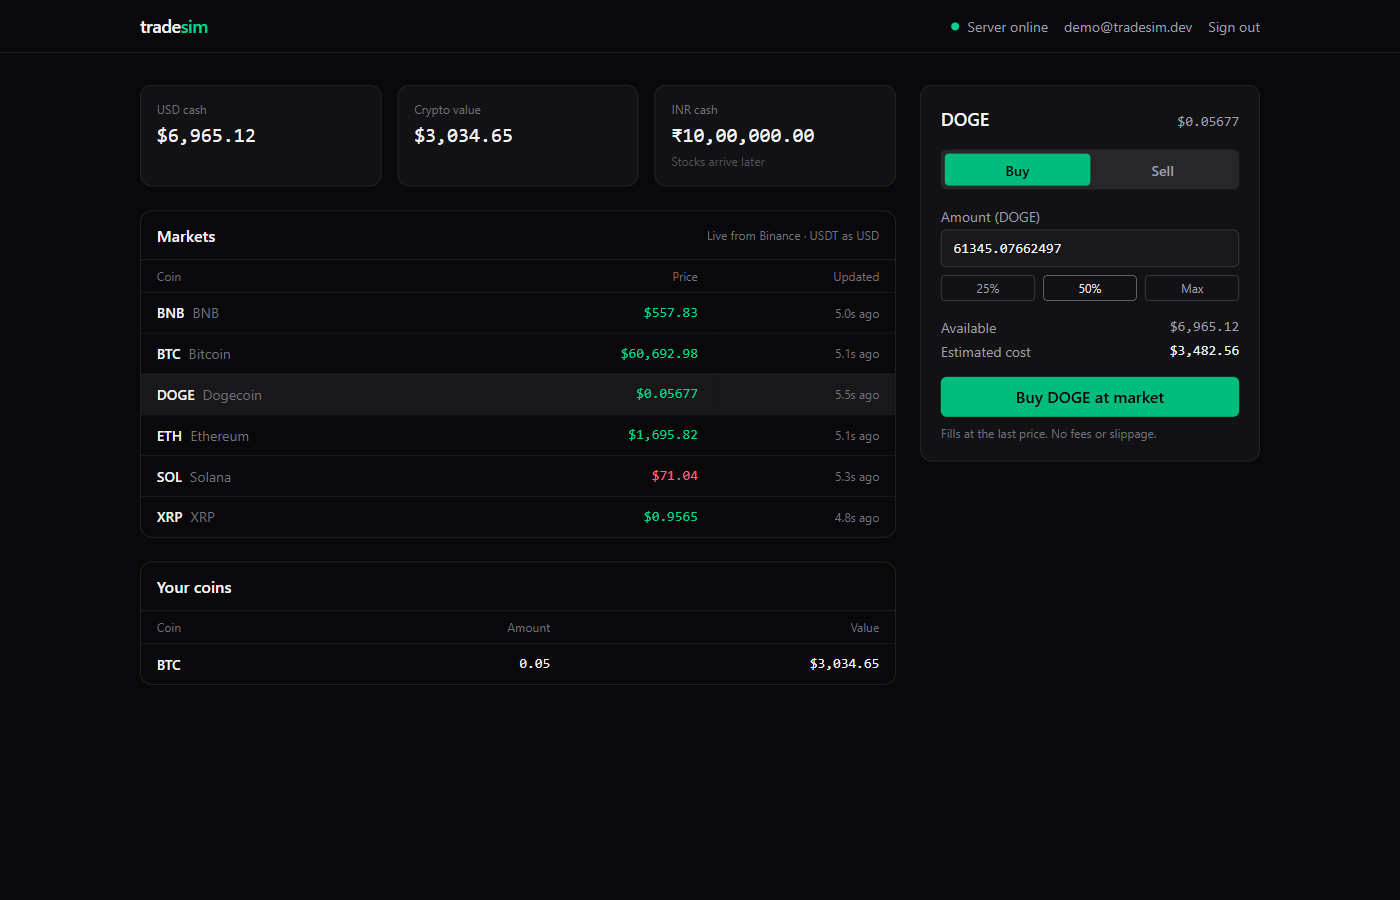 tradesim
Server online demo@tradesim.dev Sign out
USD cash
$6,965.12
Crypto value
$3,034.65
INR cash
₹10,00,000.00
Stocks arrive later
Markets Live from Binance · USDT as USD
Coin Price Updated
BNB BNB $557.83 5.0s ago
BTC Bitcoin $60,692.98 5.1s ago
DOGE Dogecoin $0.05677 5.5s ago
ETH Ethereum $1,695.82 5.1s ago
SOL Solana $71.04 5.3s ago
XRP XRP $0.9565 4.8s ago
Your coins
Coin Amount Value
BTC 0.05 $3,034.65
DOGE $0.05677
Buy Sell
Amount (DOGE)
61345.07662497
25% 50% Max
Available $6,965.12
Estimated cost $3,482.56
Buy DOGE at market
Fills at the last price. No fees or slippage.